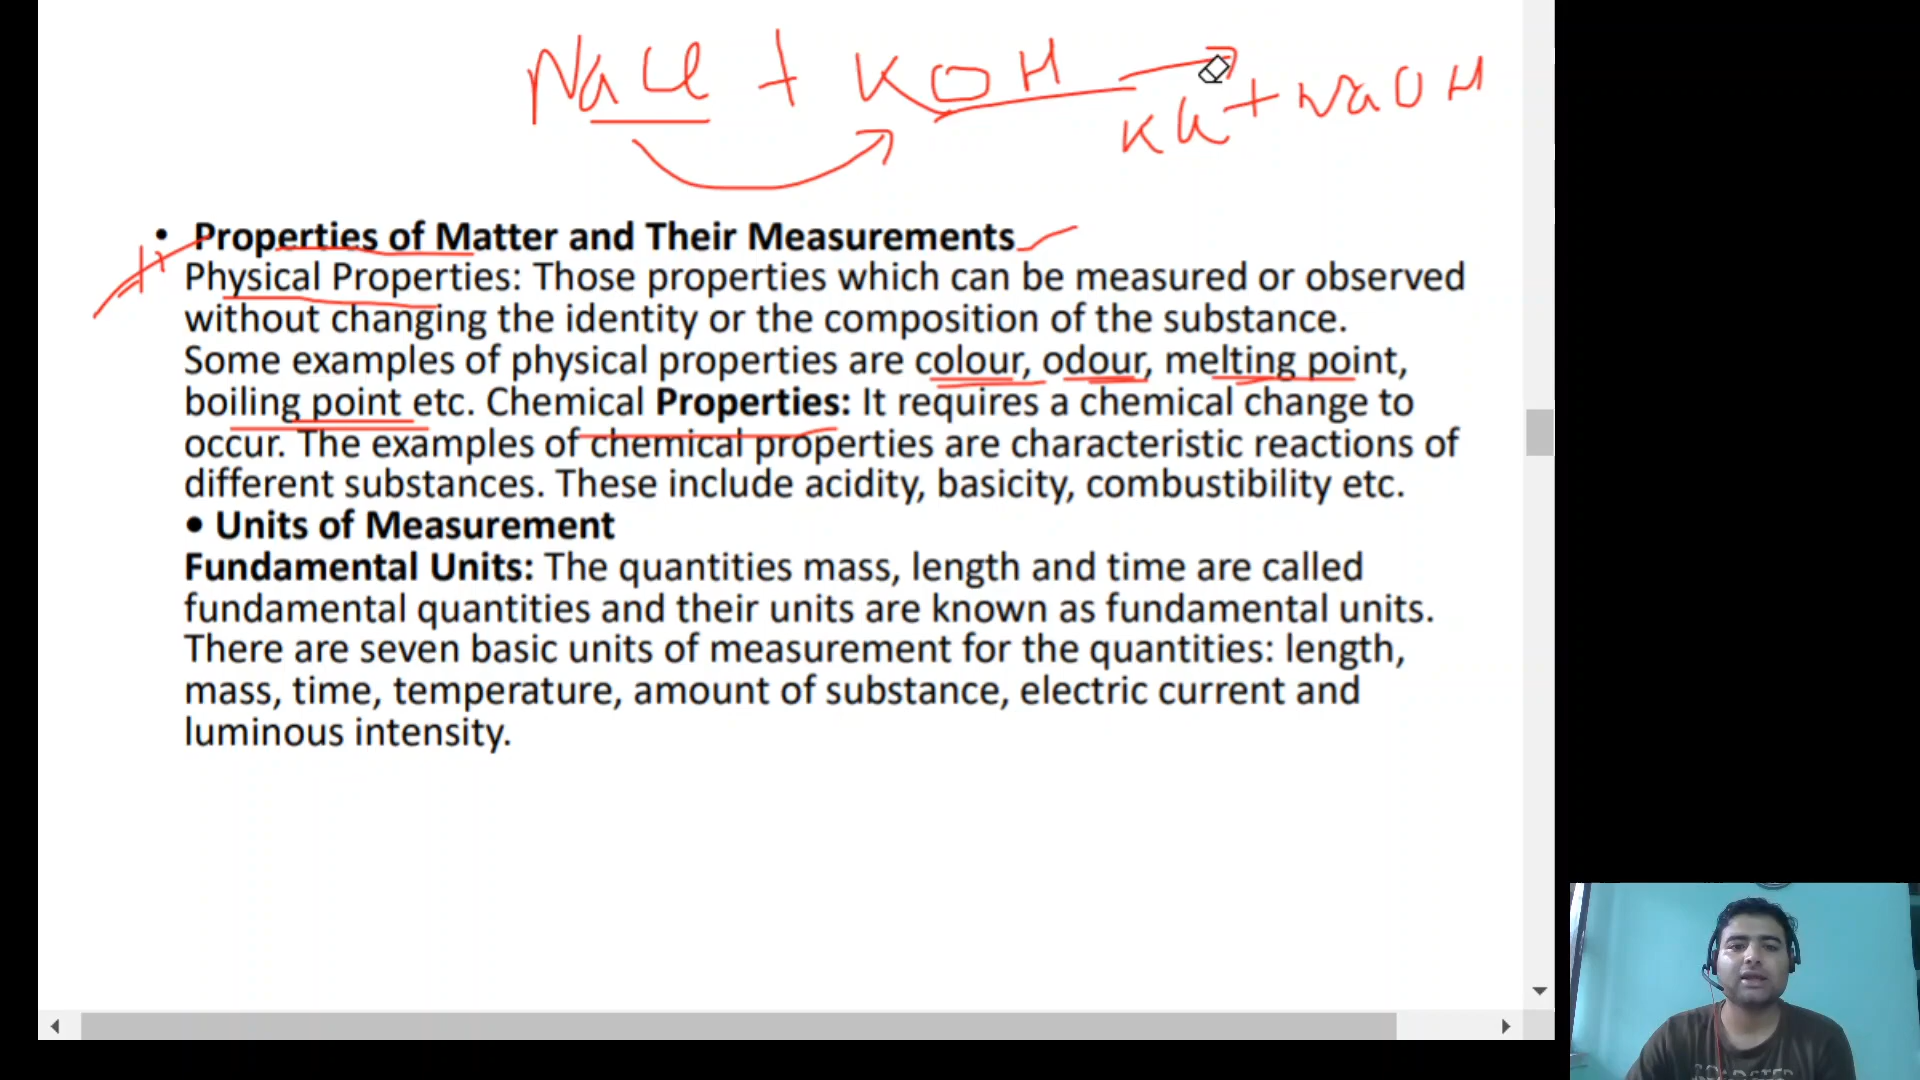 NaCl + KOH →
KCl + NaOH
• Properties of Matter and Their Measurements
Physical Properties: Those properties which can be measured or observed
without changing the identity or the composition of the substance.
Some examples of physical properties are colour, odour, melting point,
boiling point etc. Chemical Properties: It requires a chemical change to
occur. The examples of chemical properties are characteristic reactions of
different substances. These include acidity, basicity, combustibility etc.
• Units of Measurement
Fundamental Units: The quantities mass, length and time are called
fundamental quantities and their units are known as fundamental units.
There are seven basic units of measurement for the quantities: length,
mass, time, temperature, amount of substance, electric current and
luminous intensity.